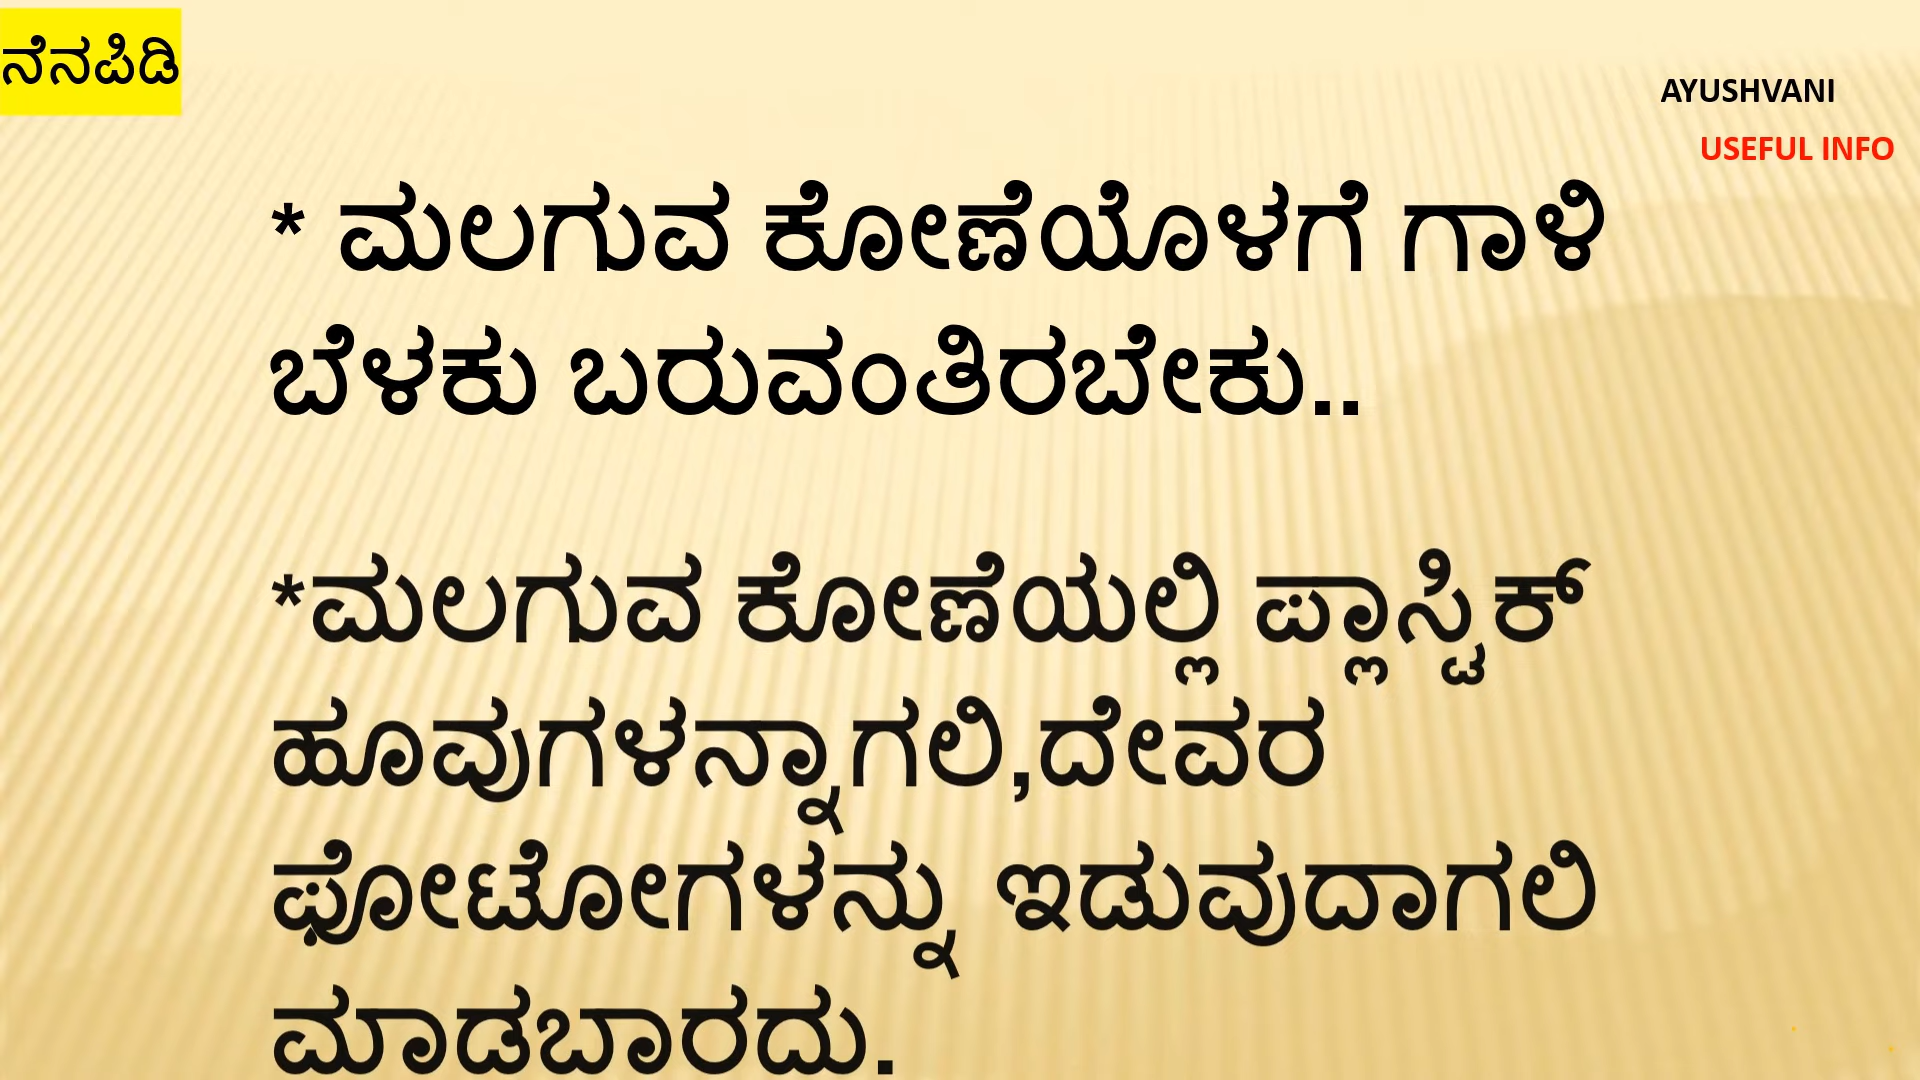 ನೆನಪಿಡಿ
AYUSHVANI
USEFUL INFO
* ಮಲಗುವ ಕೋಣೆಯೊಳಗೆ ಗಾಳಿ
ಬೆಳಕು ಬರುವಂತಿರಬೇಕು..
*ಮಲಗುವ ಕೋಣೆಯಲ್ಲಿ ಪ್ಲಾಸ್ಟಿಕ್
ಹೂವುಗಳನ್ನಾಗಲಿ,ದೇವರ
ಫೋಟೋಗಳನ್ನು ಇಡುವುದಾಗಲಿ
ಮಾಡಬಾರದು.